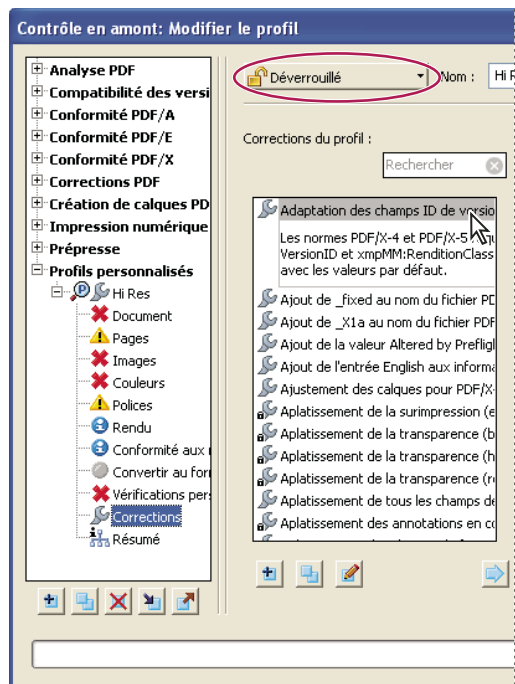 Contrôle en amont: Modifier le profil
Analyse PDF
Compatibilité des versi
Conformité PDF/A
Conformité PDF/E
Conformité PDF/X
Corrections PDF
Création de calques PD
Impression numérique
Prépresse
Profils personnalisés
Hi Res
Document
Pages
Images
Couleurs
Polices
Rendu
Conformité aux
Convertir au for
Vérifications per
Corrections
Résumé
Déverrouillé
Nom :
Hi R
Corrections du profil :
Rechercher
Adaptation des champs ID de versio
Les normes PDF/X-4 et PDF/X-5
VersionID et xmpMM:RenditionClass
avec les valeurs par défaut.
Ajout de _fixed au nom du fichier PD
Ajout de _X1a au nom du fichier PDF
Ajout de la valeur Altered by Preflig
Ajout de l'entrée English aux informa
Ajustement des calques pour PDF/X-
Aplatissement de la surimpression (e
Aplatissement de la transparence (b
Aplatissement de la transparence (h
Aplatissement de la transparence (r
Aplatissement de tous les champs de
Aplatissement des annotations en co